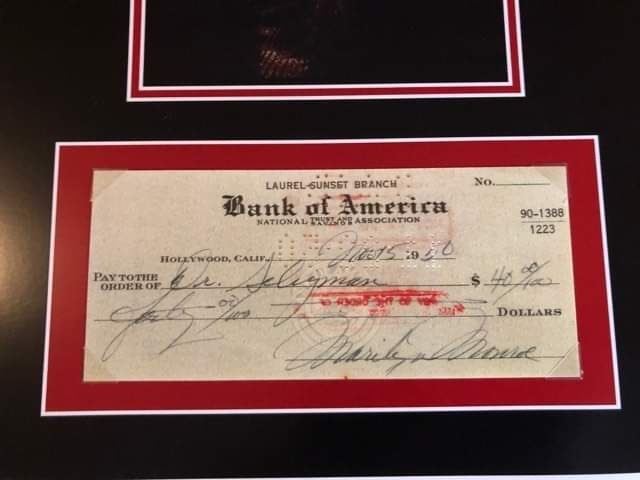 LAUREL-SUNSET BRANCH
No.
Bank of America
NATIONAL TRUST AND SAVINGS ASSOCIATION
90-1388
1223
HOLLYWOOD, CALIF., 19
PAY TO THE ORDER OF Dr. $ 40 00/100
Forty 00/100 DOLLARS
Marilyn Monroe